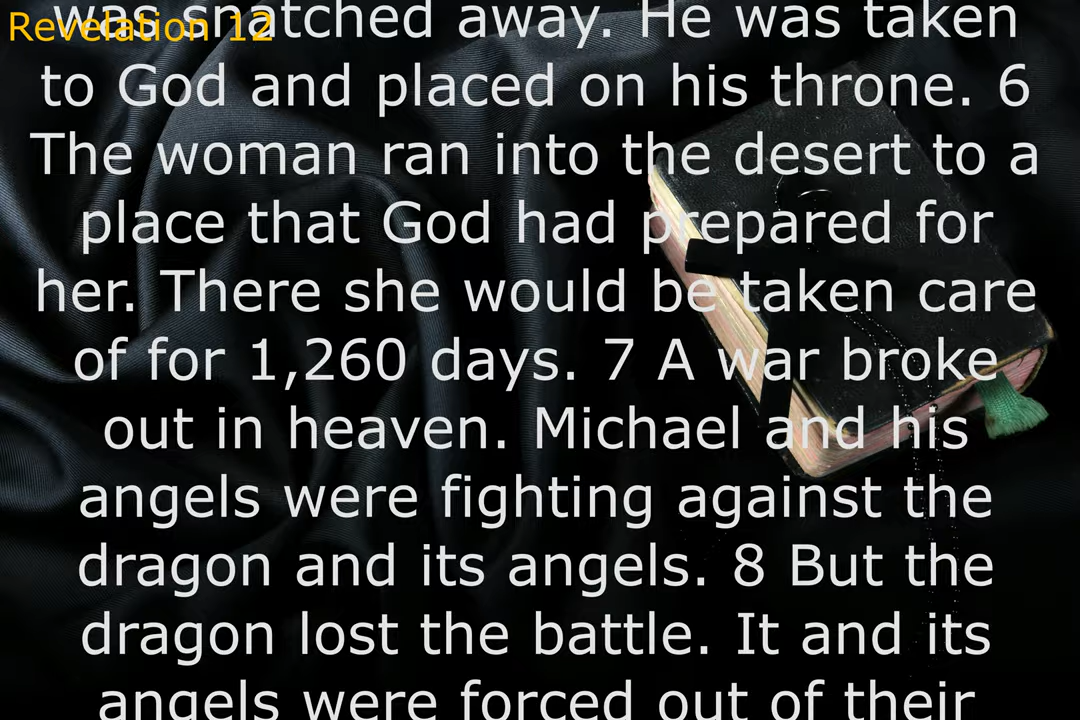 Revelation 12
was snatched away. He was taken
to God and placed on his throne. 6
The woman ran into the desert to a
place that God had prepared for
her. There she would be taken care
of for 1,260 days. 7 A war broke
out in heaven. Michael and his
angels were fighting against the
dragon and its angels. 8 But the
dragon lost the battle. It and its
angels were forced out of their